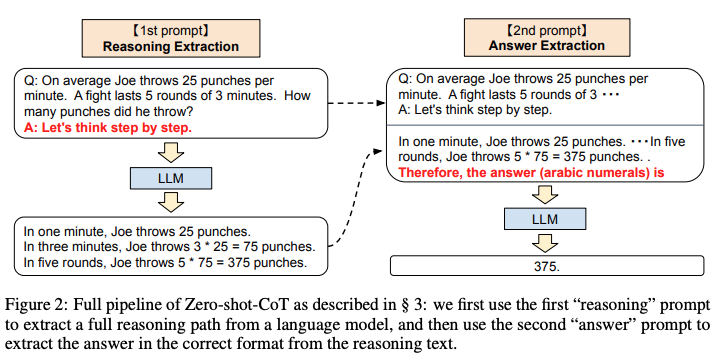 【1st prompt】
Reasoning Extraction
Q: On average Joe throws 25 punches per
minute. A fight lasts 5 rounds of 3 minutes. How
many punches did he throw?
A: Let's think step by step.
LLM
In one minute, Joe throws 25 punches.
In three minutes, Joe throws 3 * 25 = 75 punches.
In five rounds, Joe throws 5 * 75 = 375 punches.
【2nd prompt】
Answer Extraction
Q: On average Joe throws 25 punches per
minute. A fight lasts 5 rounds of 3 ･･･
A: Let's think step by step.
In one minute, Joe throws 25 punches. ･･･In five
rounds, Joe throws 5 * 75 = 375 punches. .
Therefore, the answer (arabic numerals) is
LLM
375.
Figure 2: Full pipeline of Zero-shot-CoT as described in § 3: we first use the first “reasoning” prompt
to extract a full reasoning path from a language model, and then use the second “answer” prompt to
extract the answer in the correct format from the reasoning text.